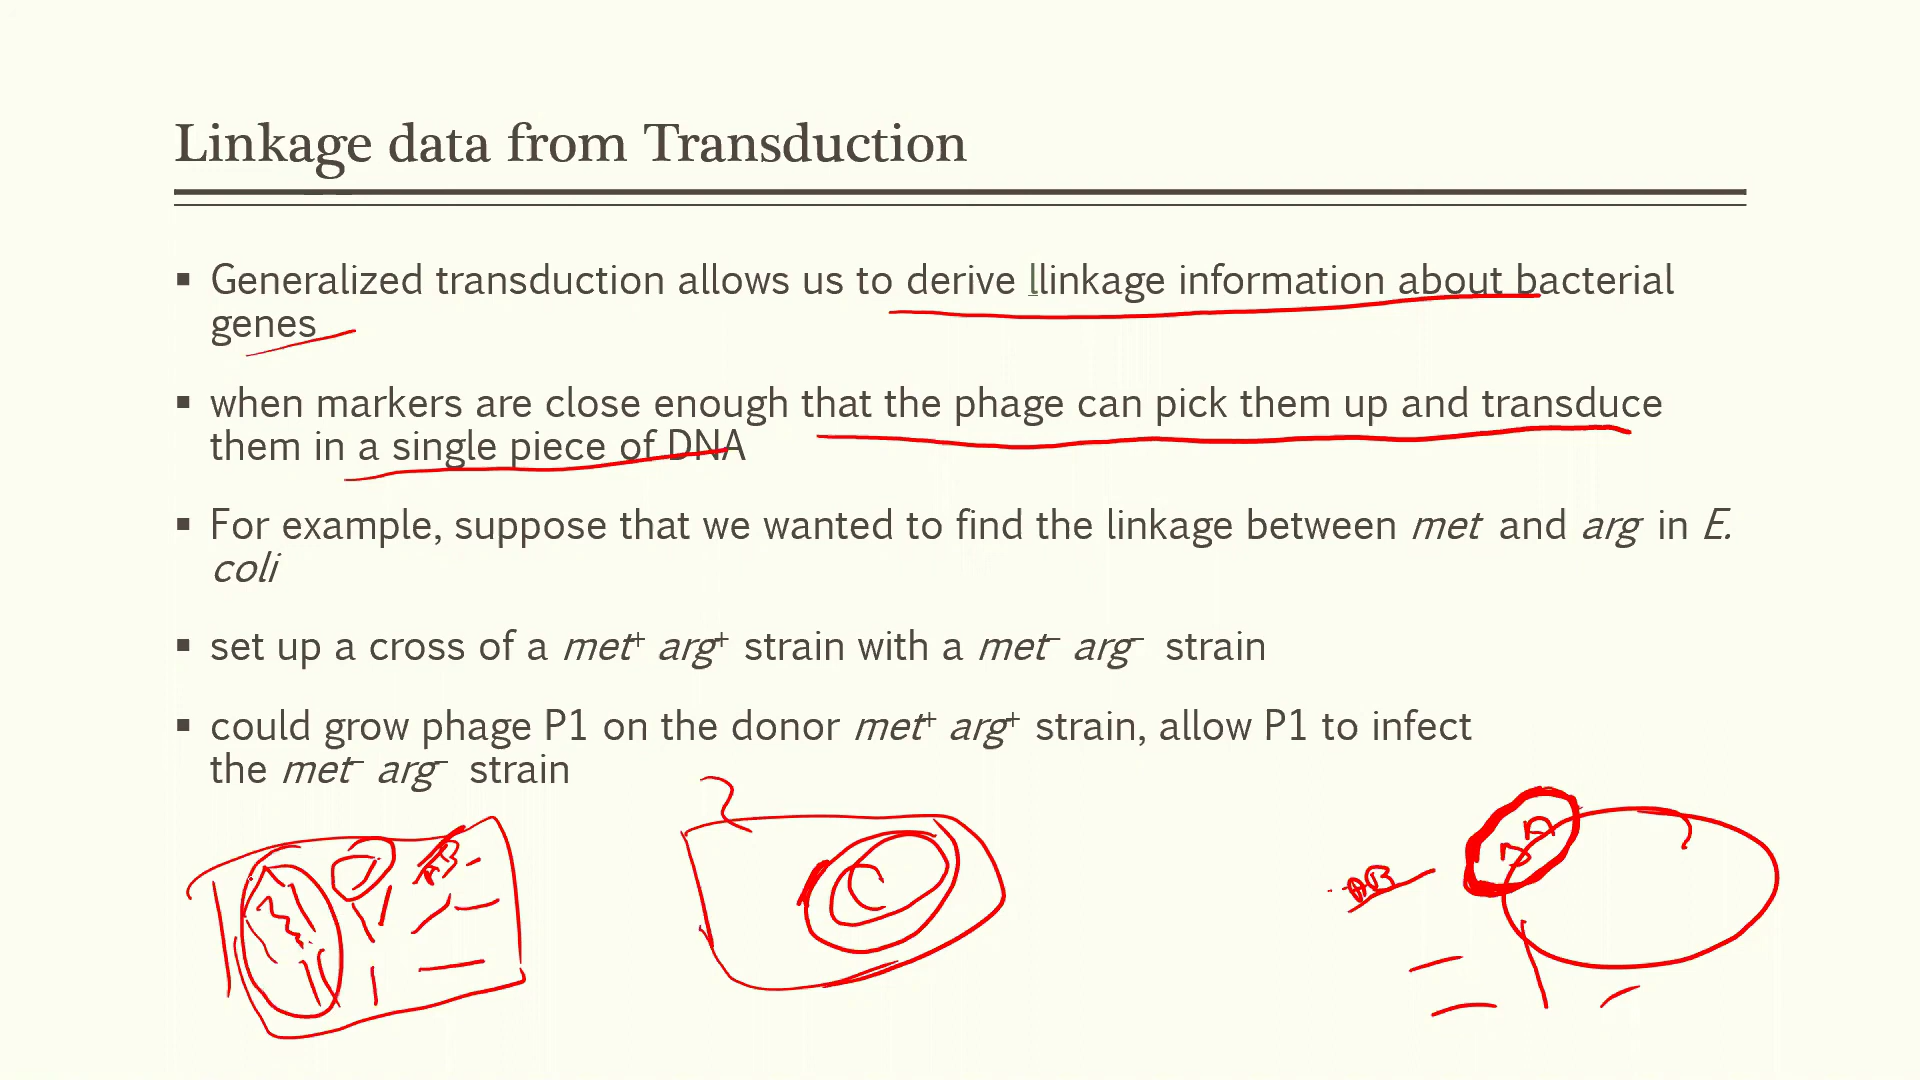 Linkage data from Transduction
▪ Generalized transduction allows us to derive llinkage information about bacterial
genes
▪ when markers are close enough that the phage can pick them up and transduce
them in a single piece of DNA
▪ For example, suppose that we wanted to find the linkage between met and arg in E.
coli
▪ set up a cross of a met⁺ arg⁺ strain with a met⁻ arg⁻ strain
▪ could grow phage P1 on the donor met⁺ arg⁺ strain, allow P1 to infect
the met⁻ arg⁻ strain
AB